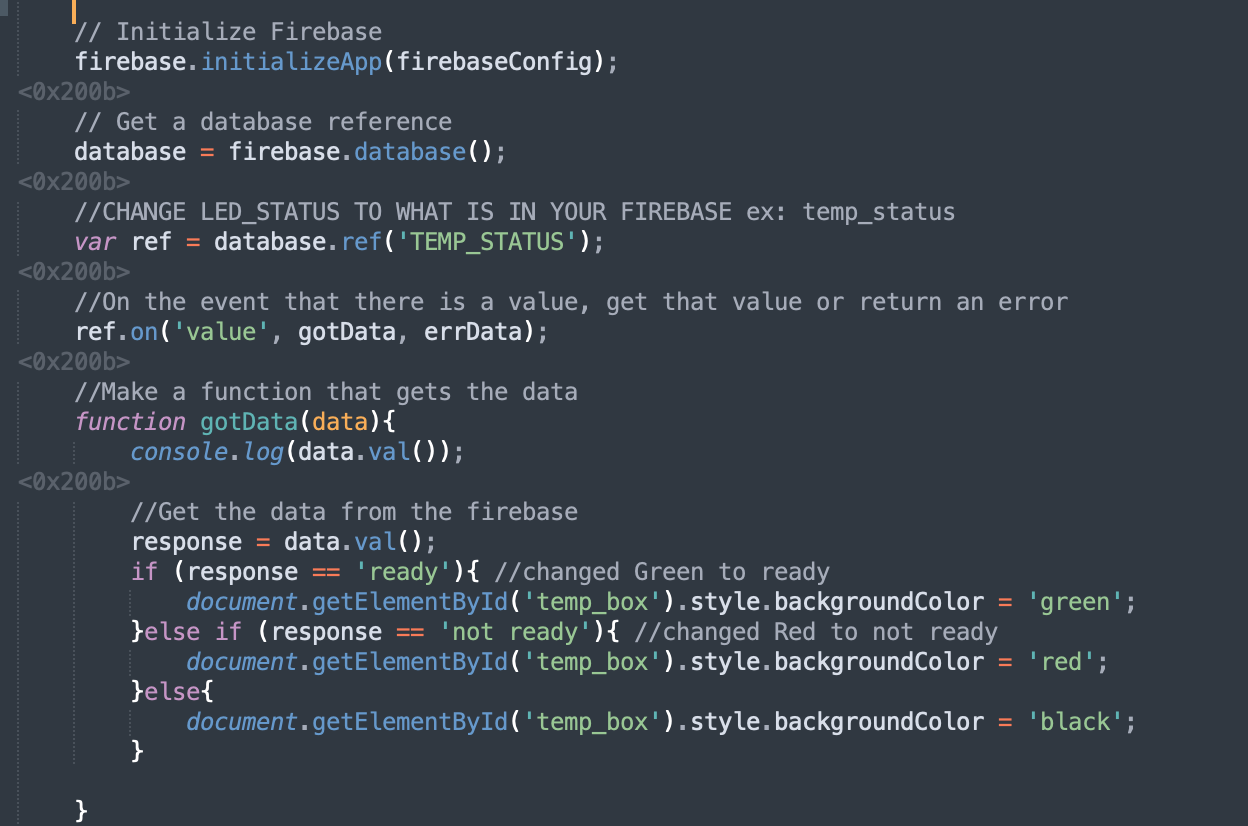 // Initialize Firebase
firebase.initializeApp(firebaseConfig);
<0x200b>
// Get a database reference
database = firebase.database();
<0x200b>
//CHANGE LED_STATUS TO WHAT IS IN YOUR FIREBASE ex: temp_status
var ref = database.ref('TEMP_STATUS');
<0x200b>
//On the event that there is a value, get that value or return an error
ref.on('value', gotData, errData);
<0x200b>
//Make a function that gets the data
function gotData(data){
console.log(data.val());
<0x200b>
//Get the data from the firebase
response = data.val();
if (response == 'ready'){ //changed Green to ready
document.getElementById('temp_box').style.backgroundColor = 'green';
}else if (response == 'not ready'){ //changed Red to not ready
document.getElementById('temp_box').style.backgroundColor = 'red';
}else{
document.getElementById('temp_box').style.backgroundColor = 'black';
}
}